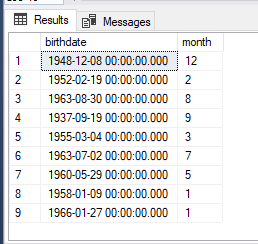 Results Messages
birthdate month
1 1948-12-08 00:00:00.000 12
2 1952-02-19 00:00:00.000 2
3 1963-08-30 00:00:00.000 8
4 1937-09-19 00:00:00.000 9
5 1955-03-04 00:00:00.000 3
6 1963-07-02 00:00:00.000 7
7 1960-05-29 00:00:00.000 5
8 1958-01-09 00:00:00.000 1
9 1966-01-27 00:00:00.000 1